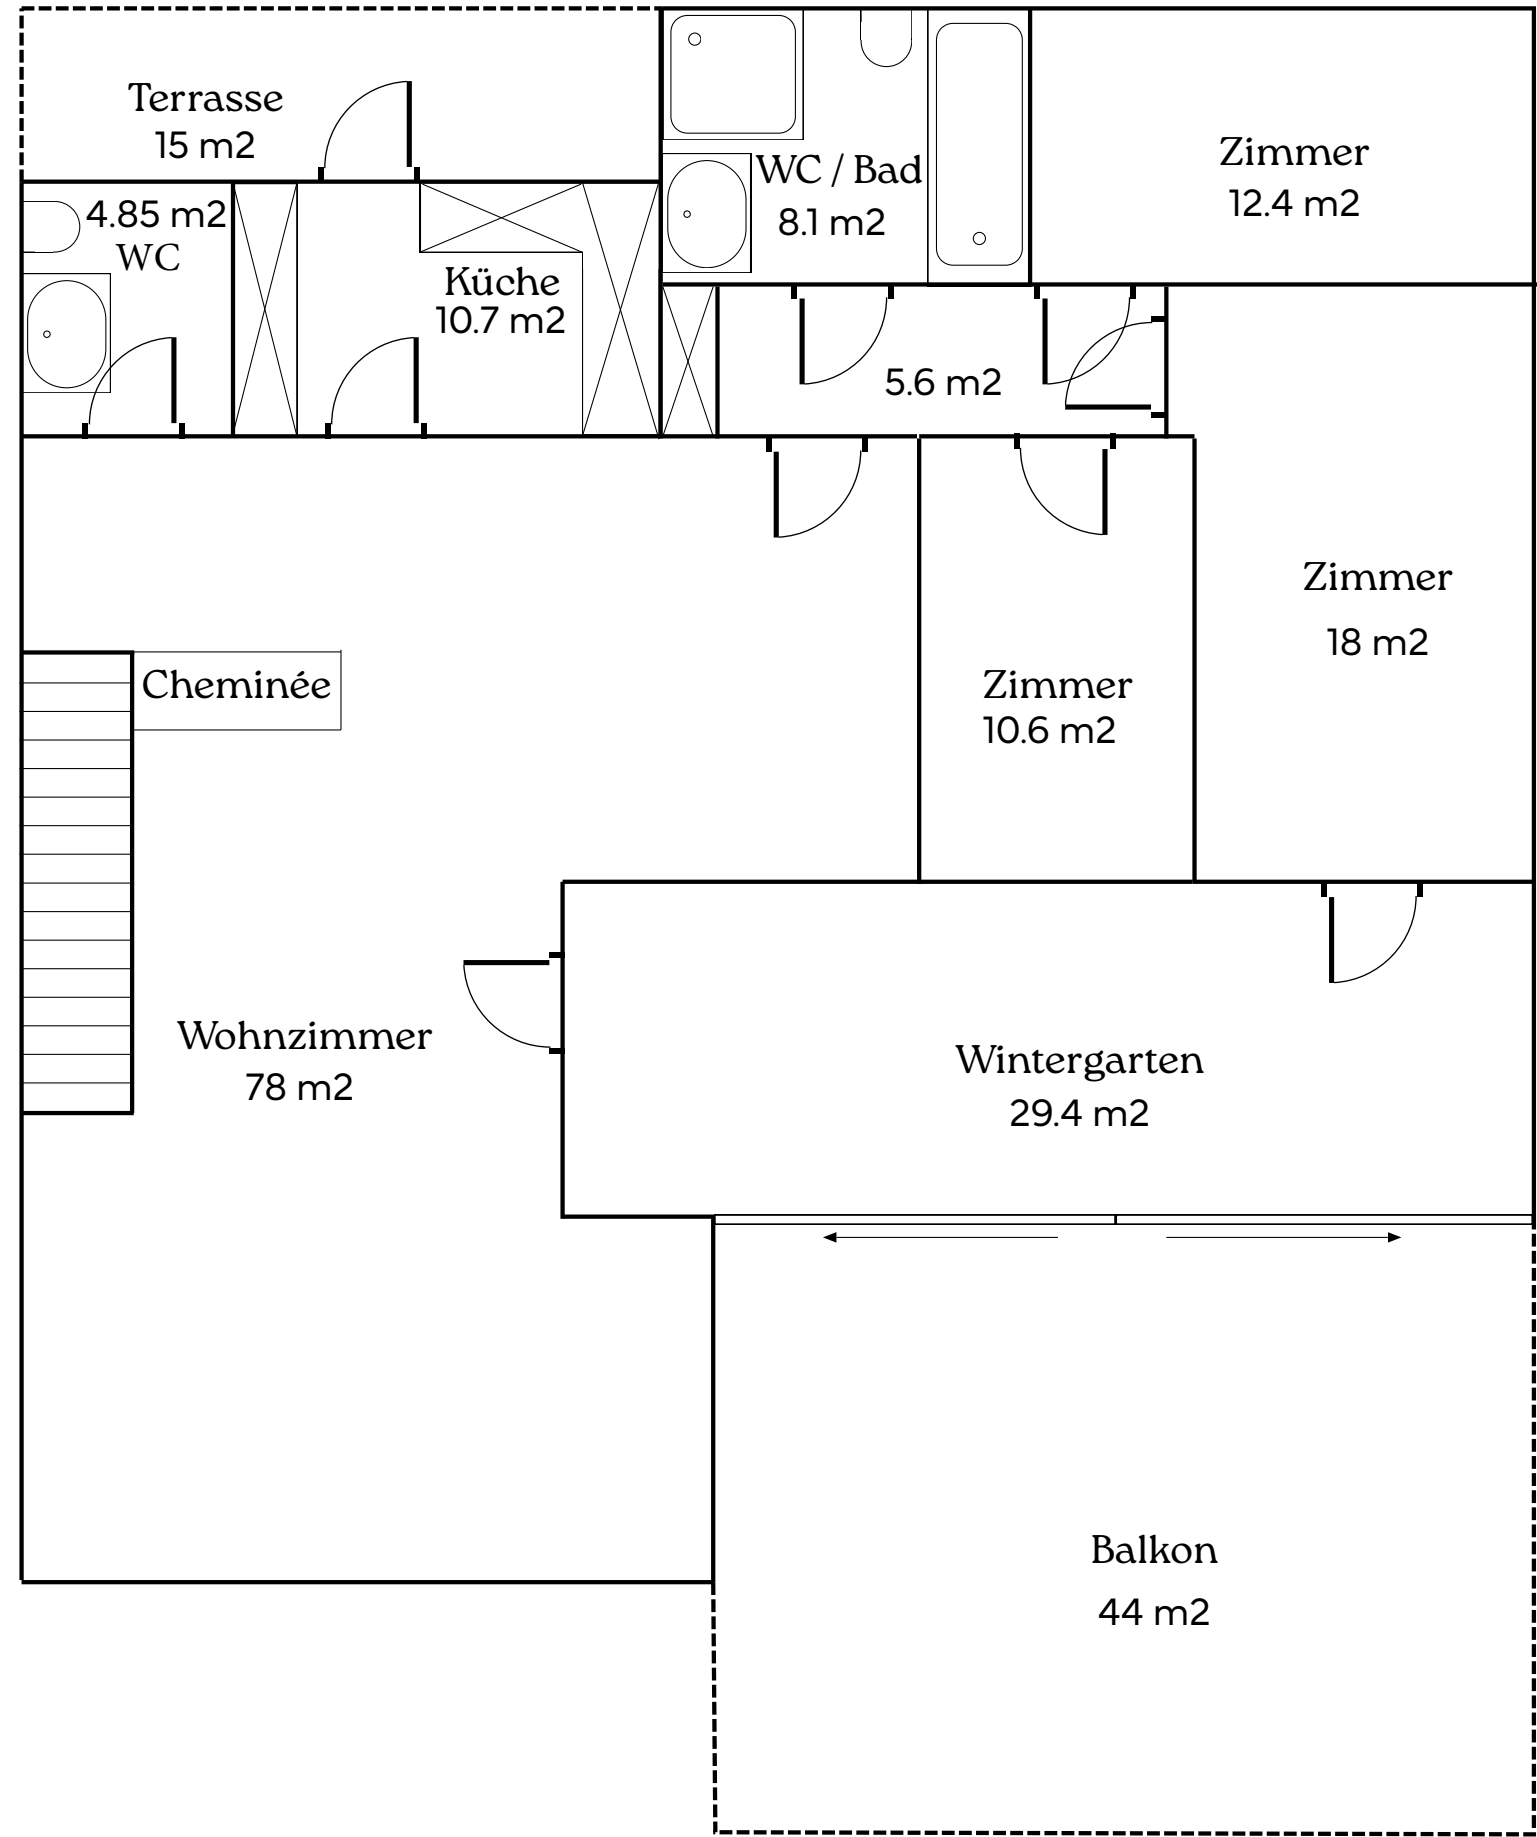 Terrasse
15 m2
WC / Bad
8.1 m2
Zimmer
12.4 m2
4.85 m2
WC
Küche
10.7 m2
5.6 m2
Zimmer
18 m2
Cheminée
Zimmer
10.6 m2
Wohnzimmer
78 m2
Wintergarten
29.4 m2
Balkon
44 m2